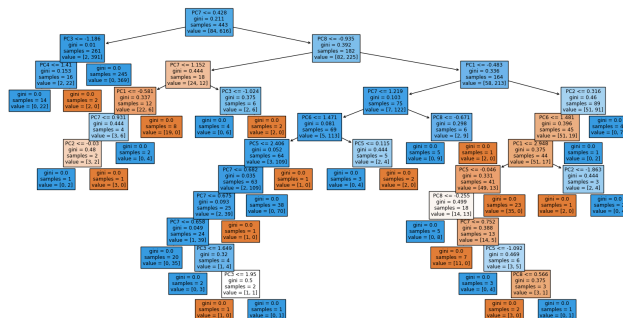 PC7 <= 0.428
gini = 0.211
samples = 443
value = [84, 616]
PC3 <= -1.186
gini = 0.01
samples = 261
value = [2, 391]
PC8 <= -0.935
gini = 0.392
samples = 182
value = [82, 225]
PC4 <= 1.41
gini = 0.153
samples = 16
value = [2, 22]
gini = 0.0
samples = 245
value = [0, 369]
PC7 <= 1.152
gini = 0.444
samples = 18
value = [24, 12]
PC1 <= -0.483
gini = 0.336
samples = 164
value = [58, 213]
gini = 0.0
samples = 14
value = [0, 22]
gini = 0.0
samples = 2
value = [2, 0]
PC1 <= -0.581
gini = 0.337
samples = 12
value = [22, 6]
PC3 <= -1.024
gini = 0.375
samples = 6
value = [2, 6]
PC7 <= 1.219
gini = 0.103
samples = 75
value = [7, 122]
PC2 <= 0.316
gini = 0.46
samples = 89
value = [51, 91]
PC7 <= 0.931
gini = 0.444
samples = 4
value = [3, 6]
gini = 0.0
samples = 8
value = [19, 0]
gini = 0.0
samples = 4
value = [0, 6]
gini = 0.0
samples = 2
value = [2, 0]
PC6 <= 1.471
gini = 0.081
samples = 69
value = [5, 113]
PC8 <= -0.671
gini = 0.298
samples = 6
value = [2, 9]
PC6 <= 1.481
gini = 0.396
samples = 45
value = [51, 19]
PC2 <= -0.03
gini = 0.48
samples = 2
value = [3, 2]
gini = 0.0
samples = 2
value = [0, 4]
PC5 <= 2.406
gini = 0.052
samples = 64
value = [3, 109]
PC5 <= 0.115
gini = 0.444
samples = 5
value = [2, 4]
gini = 0.0
samples = 5
value = [0, 9]
gini = 0.0
samples = 1
value = [2, 0]
PC1 <= 2.948
gini = 0.375
samples = 44
value = [51, 17]
gini = 0.0
samples = 1
value = [0, 2]
gini = 0.0
samples = 1
value = [0, 2]
gini = 0.0
samples = 1
value = [3, 0]
PC7 <= 0.682
gini = 0.035
samples = 63
value = [2, 109]
gini = 0.0
samples = 1
value = [1, 0]
gini = 0.0
samples = 3
value = [0, 4]
gini = 0.0
samples = 2
value = [2, 0]
PC5 <= -0.046
gini = 0.331
samples = 41
value = [49, 13]
PC2 <= -1.863
gini = 0.444
samples = 3
value = [2, 4]
PC7 <= 0.675
gini = 0.093
samples = 25
value = [2, 39]
gini = 0.0
samples = 38
value = [0, 70]
PC8 <= -0.255
gini = 0.499
samples = 18
value = [14, 13]
gini = 0.0
samples = 23
value = [35, 0]
gini = 0.0
samples = 1
value = [2, 0]
gini = 0.0
samples = 2
PC7 <= 0.658
gini = 0.049
samples = 24
value = [1, 39]
gini = 0.0
samples = 1
value = [1, 0]
gini = 0.0
samples = 5
value = [0, 8]
PC7 <= 0.752
gini = 0.388
samples = 13
value = [14, 5]
gini = 0.0
samples = 20
value = [0, 35]
PC3 <= 1.649
gini = 0.32
samples = 4
value = [1, 4]
gini = 0.0
samples = 7
value = [11, 0]
PC5 <= -1.092
gini = 0.469
samples = 6
value = [3, 5]
gini = 0.0
samples = 2
value = [0, 3]
PC3 <= 1.95
gini = 0.5
samples = 2
value = [1, 1]
gini = 0.0
samples = 3
value = [0, 4]
PC8 <= 0.566
gini = 0.375
samples = 3
value = [3, 1]
gini = 0.0
samples = 1
value = [1, 0]
gini = 0.0
samples = 1
value = [0, 1]
gini = 0.0
samples = 2
value = [3, 0]
gini = 0.0
samples = 1
value = [0, 1]